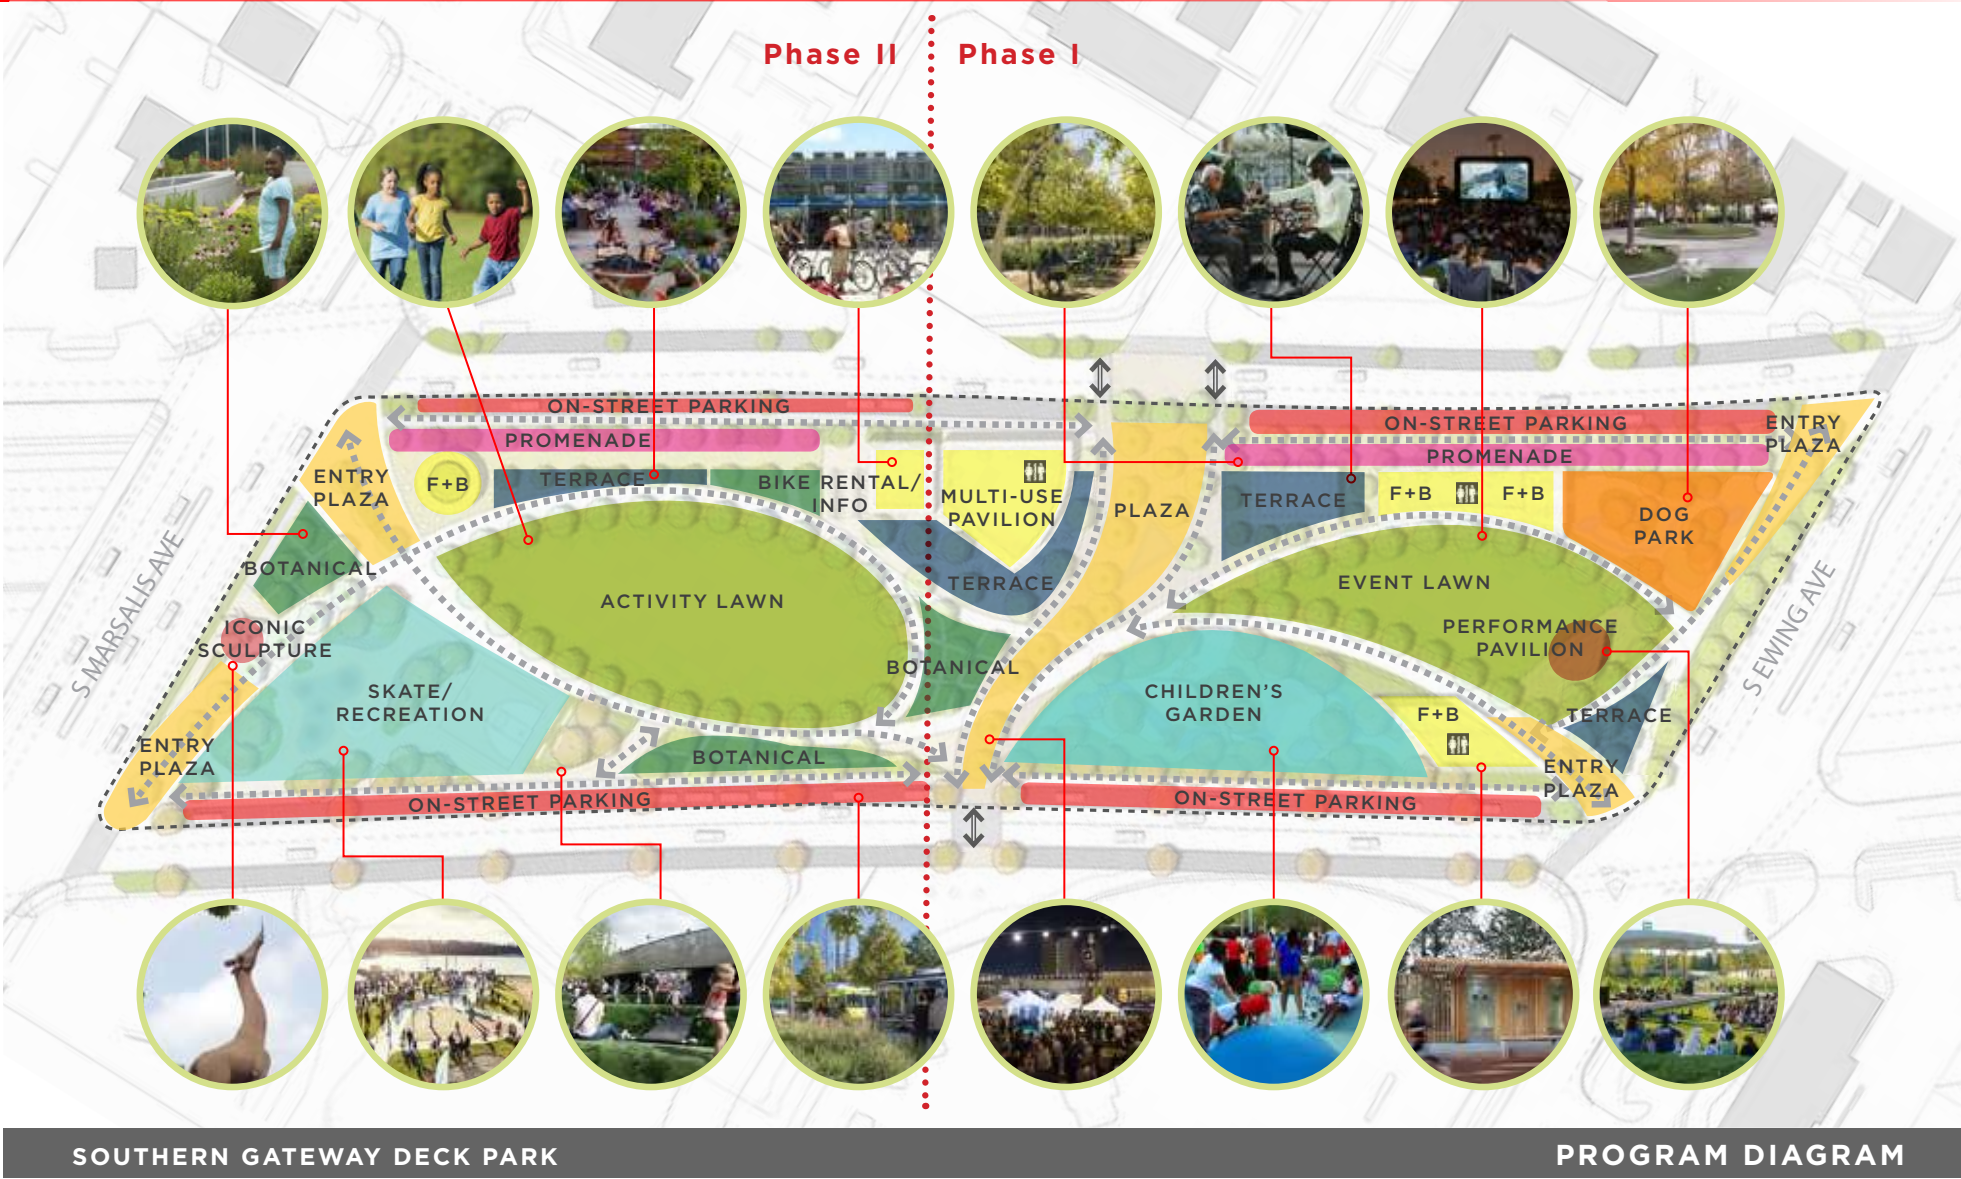 Phase II
Phase I
ON-STREET PARKING
ON-STREET PARKING
PROMENADE
ENTRY
PLAZA
PROMENADE
ENTRY
PLAZA
F+B
TERRACE
BIKE RENTAL/
INFO
MULTI-USE
PAVILION
PLAZA
TERRACE
F+B
F+B
DOG
PARK
BOTANICAL
TERRACE
EVENT LAWN
ACTIVITY LAWN
S MARSALIS AVE
S EWING AVE
ICONIC
SCULPTURE
PERFORMANCE
PAVILION
BOTANICAL
SKATE/
RECREATION
CHILDREN'S
GARDEN
F+B
TERRACE
ENTRY
PLAZA
BOTANICAL
ENTRY
PLAZA
ON-STREET PARKING
ON-STREET PARKING
SOUTHERN GATEWAY DECK PARK
PROGRAM DIAGRAM